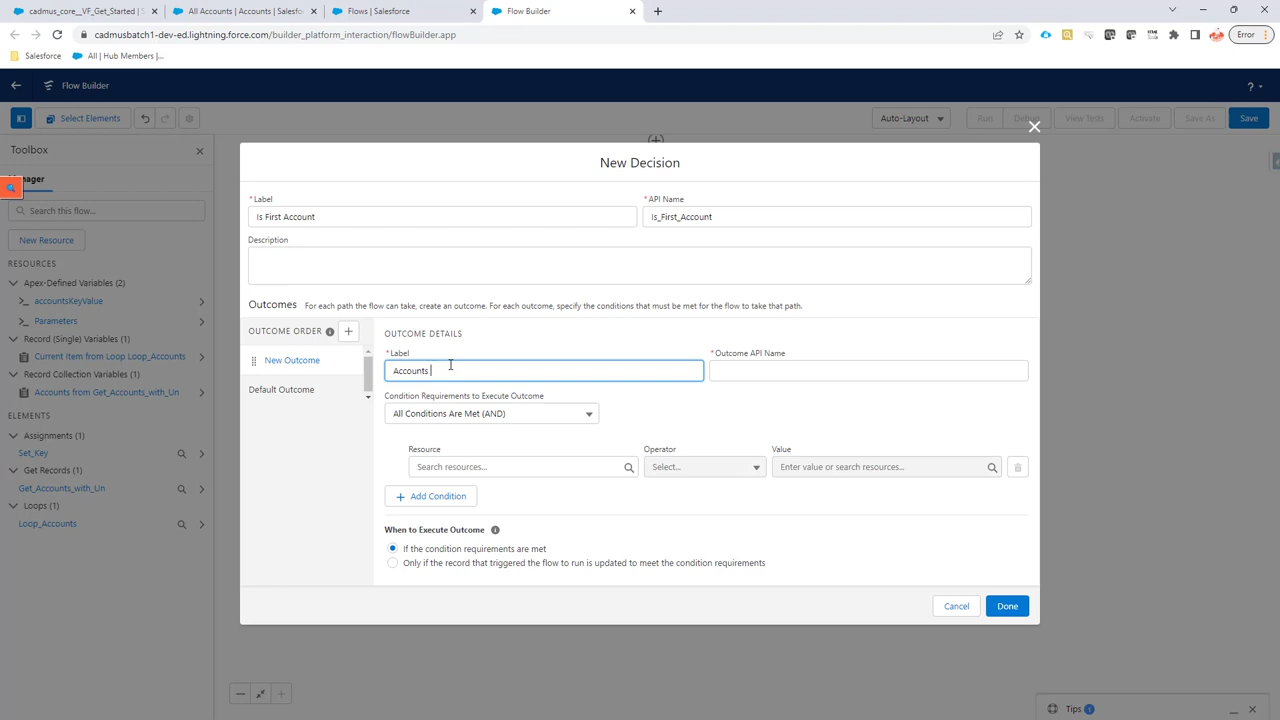 cadmus_core__VF_Get_Started | S
All Accounts | Accounts | Salesfo
Flows | Salesforce
Flow Builder
cadmusbatch1-dev-ed.lightning.force.com/builder_platform_interaction/flowBuilder.app
Error
Salesforce
All | Hub Members |...
Flow Builder
?
Select Elements
Auto-Layout
Run
Debug
View Tests
Activate
Save As
Save
Toolbox
Manager
Search this flow...
New Resource
RESOURCES
Apex-Defined Variables (2)
accountsKeyValue
Parameters
Record (Single) Variables (1)
Current Item from Loop Loop_Accounts
Record Collection Variables (1)
Accounts from Get_Accounts_with_Un
ELEMENTS
Assignments (1)
Set_Key
Get Records (1)
Get_Accounts_with_Un
Loops (1)
Loop_Accounts
New Decision
* Label
* API Name
Is First Account
Is_First_Account
Description
Outcomes For each path the flow can take, create an outcome. For each outcome, specify the conditions that must be met for the flow to take that path.
OUTCOME ORDER
New Outcome
Default Outcome
OUTCOME DETAILS
* Label
* Outcome API Name
Accounts
Condition Requirements to Execute Outcome
All Conditions Are Met (AND)
Resource
Operator
Value
Search resources...
Select...
Enter value or search resources...
+ Add Condition
When to Execute Outcome
If the condition requirements are met
Only if the record that triggered the flow to run is updated to meet the condition requirements
Cancel
Done
Tips 1